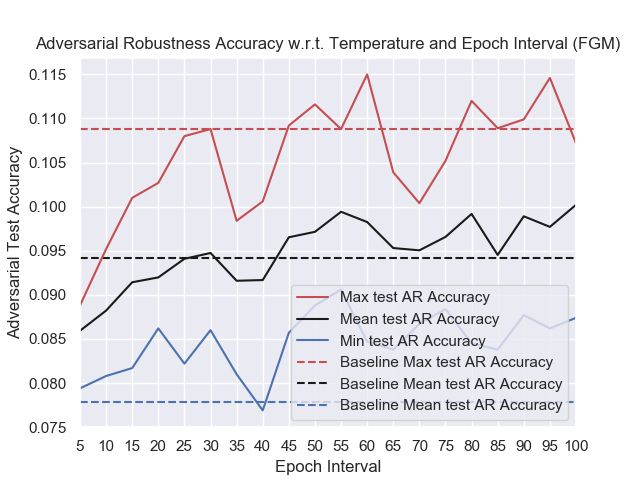 Adversarial Robustness Accuracy w.r.t. Temperature and Epoch Interval (FGM)
Adversarial Test Accuracy
0.115
0.110
0.105
0.100
0.095
0.090
0.085
0.080
0.075
Max test AR Accuracy
Mean test AR Accuracy
Min test AR Accuracy
Baseline Max test AR Accuracy
Baseline Mean test AR Accuracy
Baseline Mean test AR Accuracy
5 10 15 20 25 30 35 40 45 50 55 60 65 70 75 80 85 90 95 100
Epoch Interval